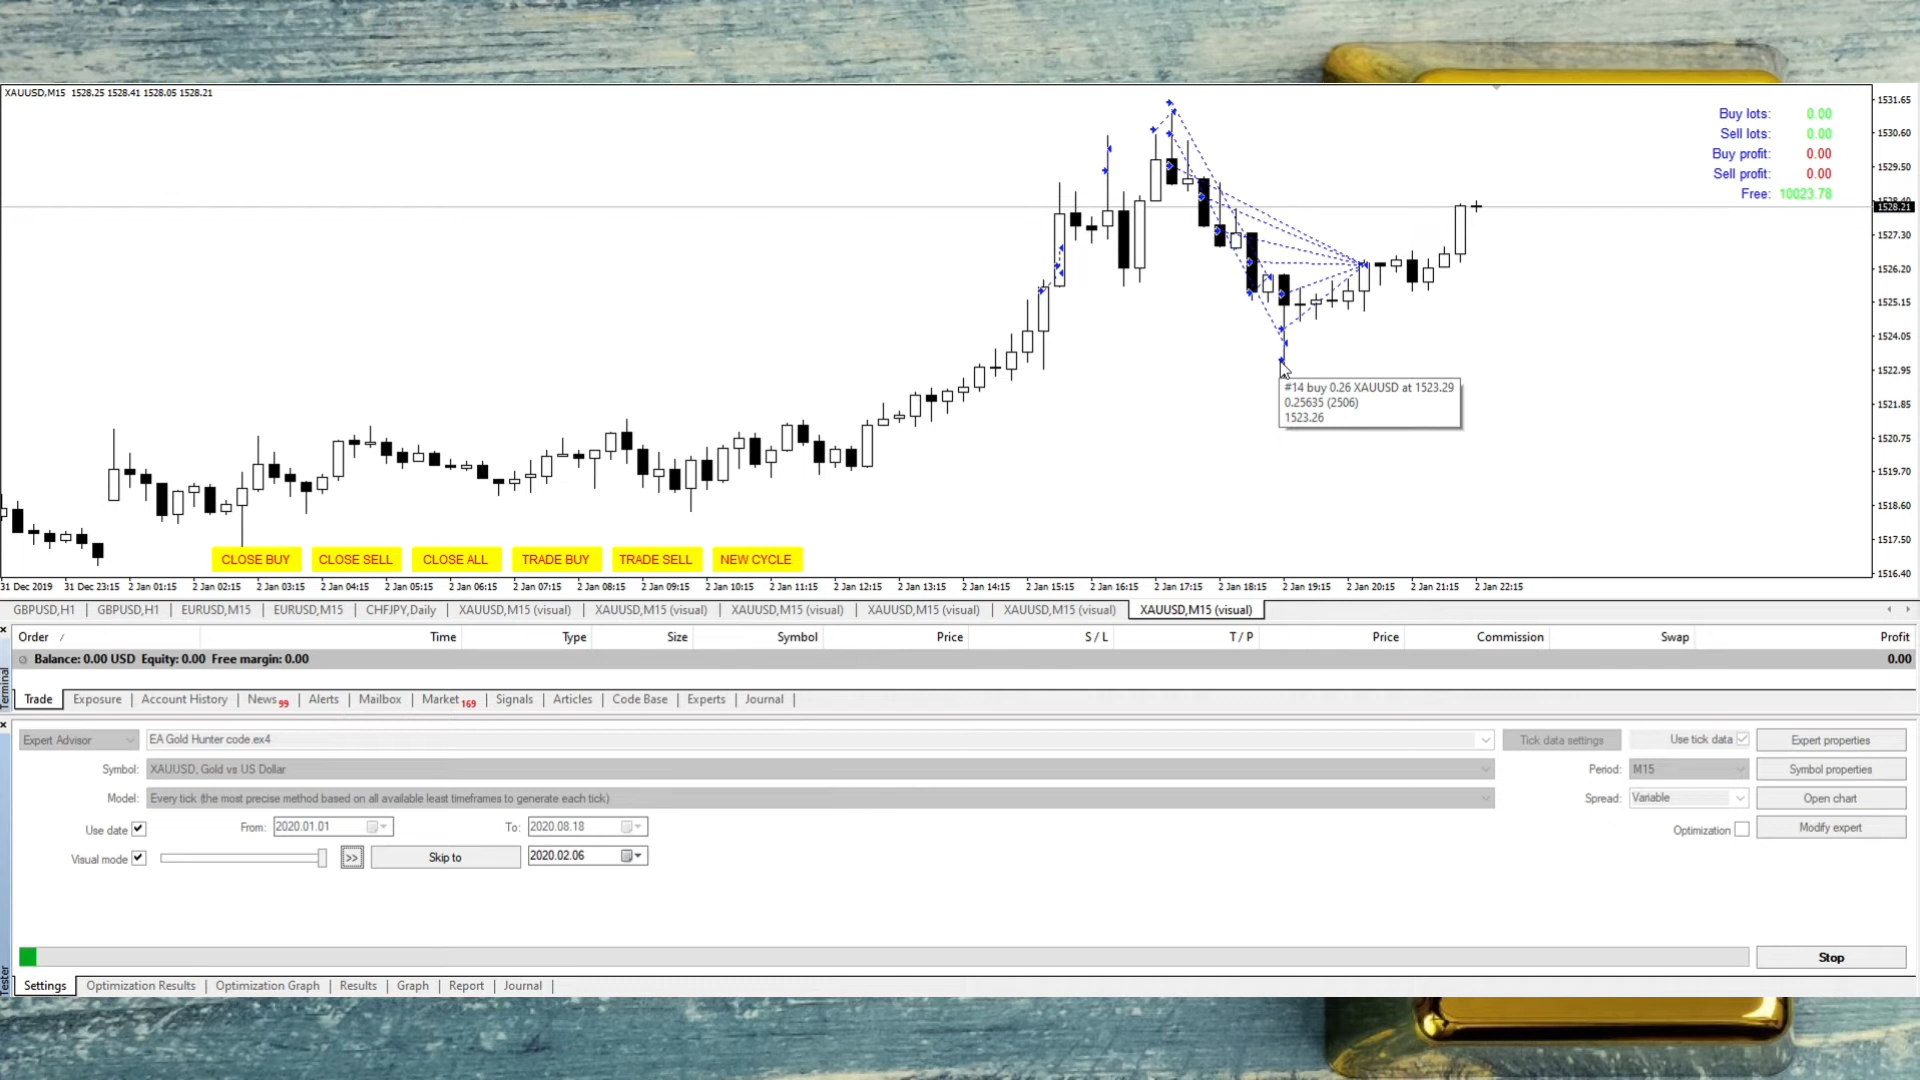 XAUUSD,M15 1528.25 1528.41 1528.05 1528.21
Buy lots: 0.00
Sell lots: 0.00
Buy profit: 0.00
Sell profit: 0.00
Free: 10023.78
1531.65
1530.60
1529.50
1528.21
1527.30
1526.20
1525.15
1524.05
1522.95
1521.85
1520.75
1519.70
1518.60
1517.50
1516.40
#14 buy 0.26 XAUUSD at 1523.29
0.25635 (2506)
1523.26
CLOSE BUY CLOSE SELL CLOSE ALL TRADE BUY TRADE SELL NEW CYCLE
31 Dec 2019 31 Dec 23:15 2 Jan 01:15 2 Jan 02:15 2 Jan 03:15 2 Jan 04:15 2 Jan 05:15 2 Jan 06:15 2 Jan 07:15 2 Jan 08:15 2 Jan 09:15 2 Jan 10:15 2 Jan 11:15 2 Jan 12:15 2 Jan 13:15 2 Jan 14:15 2 Jan 15:15 2 Jan 16:15 2 Jan 17:15 2 Jan 18:15 2 Jan 19:15 2 Jan 20:15 2 Jan 21:15 2 Jan 22:15
GBPUSD,H1 | GBPUSD,H1 | EURUSD,M15 | EURUSD,M15 | CHFJPY,Daily | XAUUSD,M15 (visual) | XAUUSD,M15 (visual) | XAUUSD,M15 (visual) | XAUUSD,M15 (visual) | XAUUSD,M15 (visual) | XAUUSD,M15 (visual)
Order / Time Type Size Symbol Price S / L T / P Price Commission Swap Profit
Balance: 0.00 USD Equity: 0.00 Free margin: 0.00 0.00
Terminal
Trade | Exposure | Account History | News 99 | Alerts | Mailbox | Market 169 | Signals | Articles | Code Base | Experts | Journal |
Expert Advisor EA Gold Hunter code.ex4 Tick data settings Use tick data Expert properties
Symbol: XAUUSD, Gold vs US Dollar Period: M15 Symbol properties
Model: Every tick (the most precise method based on all available least timeframes to generate each tick) Spread: Variable Open chart
Use date From: 2020.01.01 To: 2020.08.18 Optimization Modify expert
Visual mode >> Skip to 2020.02.06
Stop
Tester
Settings | Optimization Results | Optimization Graph | Results | Graph | Report | Journal |